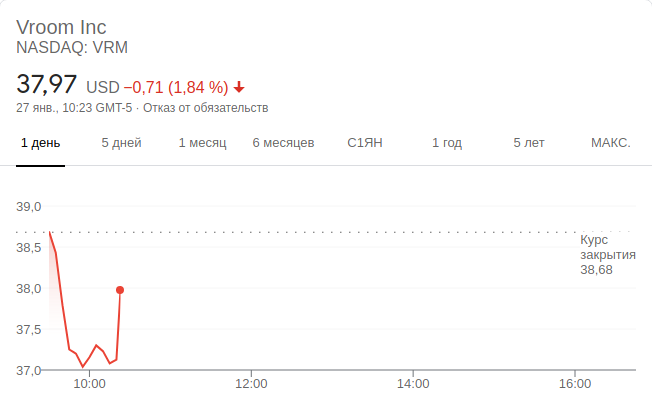 Vroom Inc
NASDAQ: VRM
37,97 USD −0,71 (1,84 %)
27 янв., 10:23 GMT-5 · Отказ от обязательств
1 день 5 дней 1 месяц 6 месяцев С1ЯН 1 год 5 лет МАКС.
39,0
38,5
38,0
37,5
37,0
Курс
закрытия
38,68
10:00 12:00 14:00 16:00